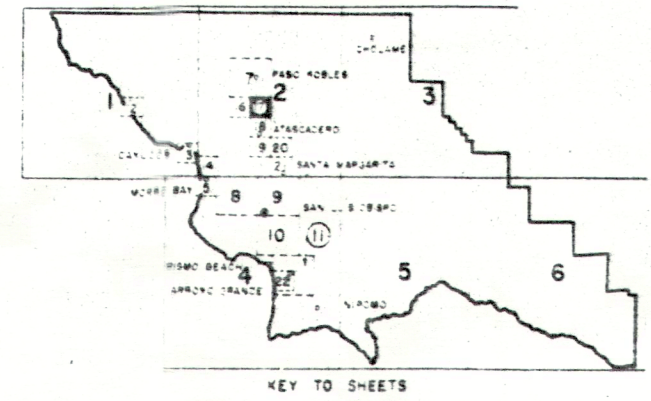 CHOLAME
7 PASO ROBLES
2
1 2 6 3
8 ATASCADERO
CAYUCOS 3 9 20
4 2 SANTA MARGARITA
MORRO BAY 5 8 9
SAN OBISPO
10 11
PISMO BEACH 4 5 6
22
ARROYO GRANDE
NIPOMO
KEY TO SHEETS